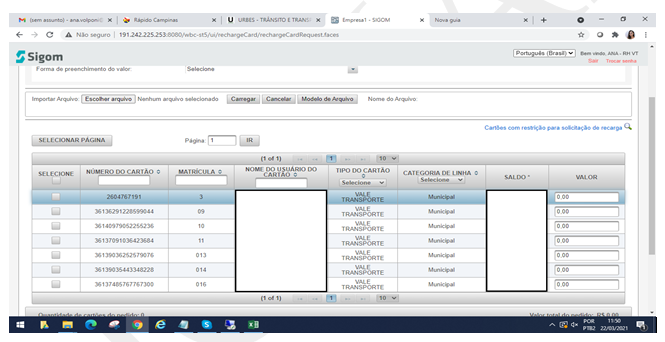 (sem assunto) - ana.volponi@
Rápido Campinas
URBES - TRÂNSITO E TRANS
Empresa1 - SIGOM
Nova guia
Não seguro | 191.242.225.253:8080/wbc-st5/ui/rechargeCard/rechargeCardRequest.faces
Sigom
Português (Brasil)
Bem vindo, ANA - RH VT
Sair Trocar senha
Forma de preenchimento do valor: Selecione
Importar Arquivo: Escolher arquivo Nenhum arquivo selecionado Carregar Cancelar Modelo de Arquivo Nome do Arquivo:
Cartões com restrição para solicitação de recarga
SELECIONAR PÁGINA Página: 1 IR
(1 of 1) 1 10
SELECIONE NÚMERO DO CARTÃO MATRÍCULA NOME DO USUÁRIO DO CARTÃO TIPO DO CARTÃO Selecione CATEGORIA DE LINHA Selecione SALDO * VALOR
2604767191 3 VALE TRANSPORTE Municipal 0,00
36136291228599044 09 VALE TRANSPORTE Municipal 0,00
36140979052255236 10 VALE TRANSPORTE Municipal 0,00
36137091036423684 11 VALE TRANSPORTE Municipal 0,00
36139036252579076 013 VALE TRANSPORTE Municipal 0,00
36139035443348228 014 VALE TRANSPORTE Municipal 0,00
36137485767767300 016 VALE TRANSPORTE Municipal 0,00
(1 of 1) 1 10
Quantidade de cartões do pedido: 0 Valor total do pedido: R$ 0,00
POR 11:50
PTB2 22/03/2021